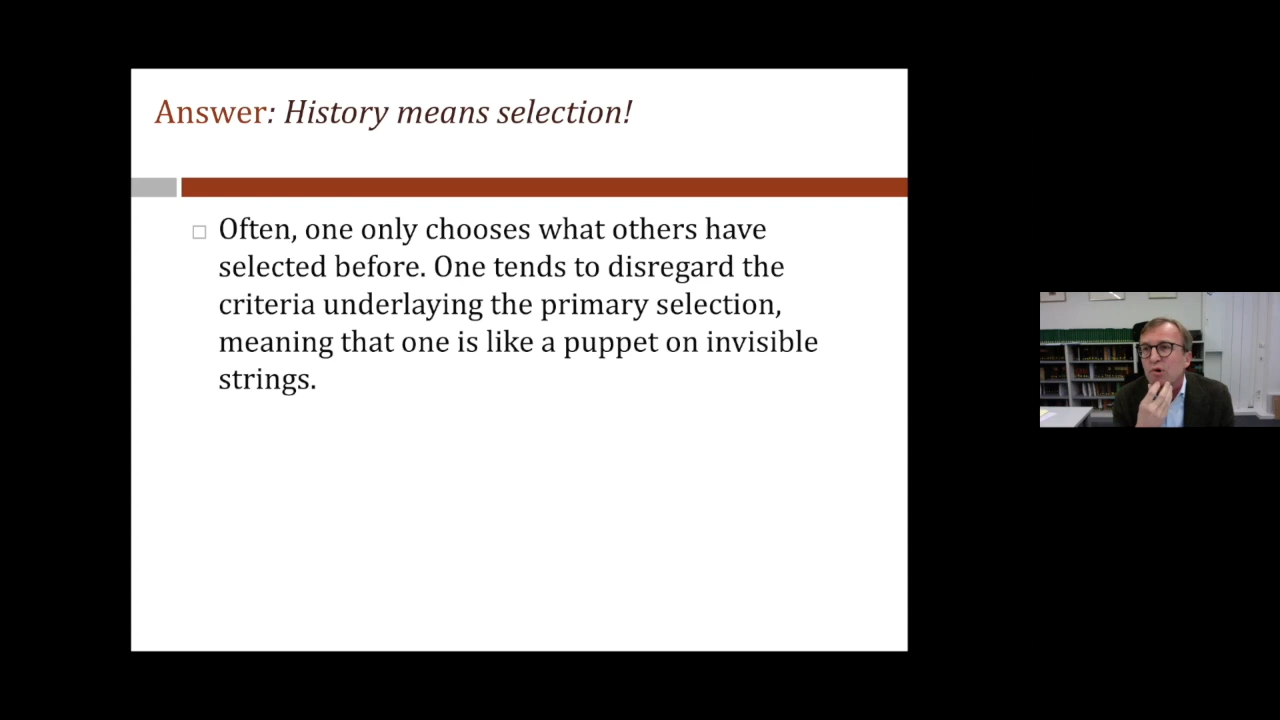 Answer: History means selection!
Often, one only chooses what others have
selected before. One tends to disregard the
criteria underlaying the primary selection,
meaning that one is like a puppet on invisible
strings.